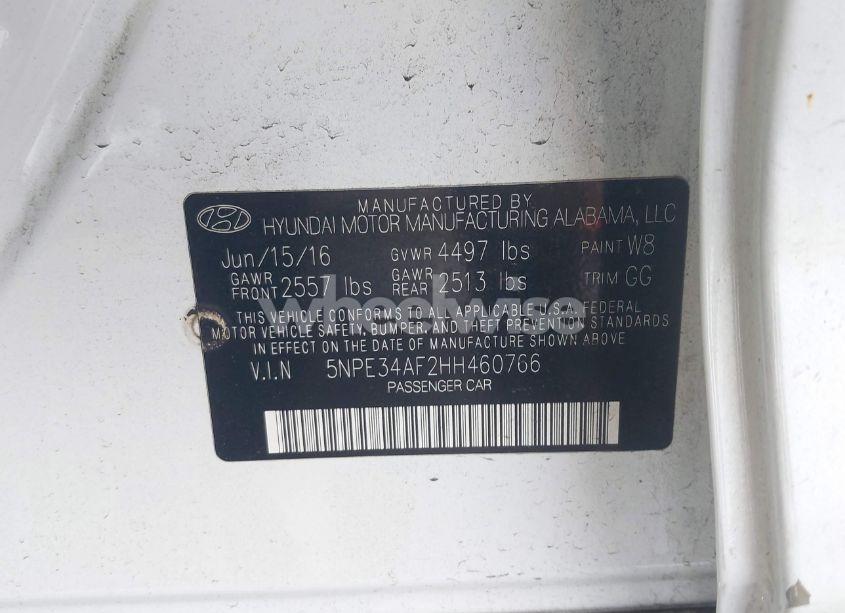 MANUFACTURED BY
HYUNDAI MOTOR MANUFACTURING ALABAMA, LLC
Jun/15/16 GVWR 4497 lbs PAINT W8
GAWR FRONT 2557 lbs GAWR REAR 2513 lbs TRIM GG
wheelwise
THIS VEHICLE CONFORMS TO ALL APPLICABLE U.S.A. FEDERAL
MOTOR VEHICLE SAFETY, BUMPER, AND THEFT PREVENTION STANDARDS
IN EFFECT ON THE DATE OF MANUFACTURE SHOWN ABOVE
V.I.N 5NPE34AF2HH460766
PASSENGER CAR